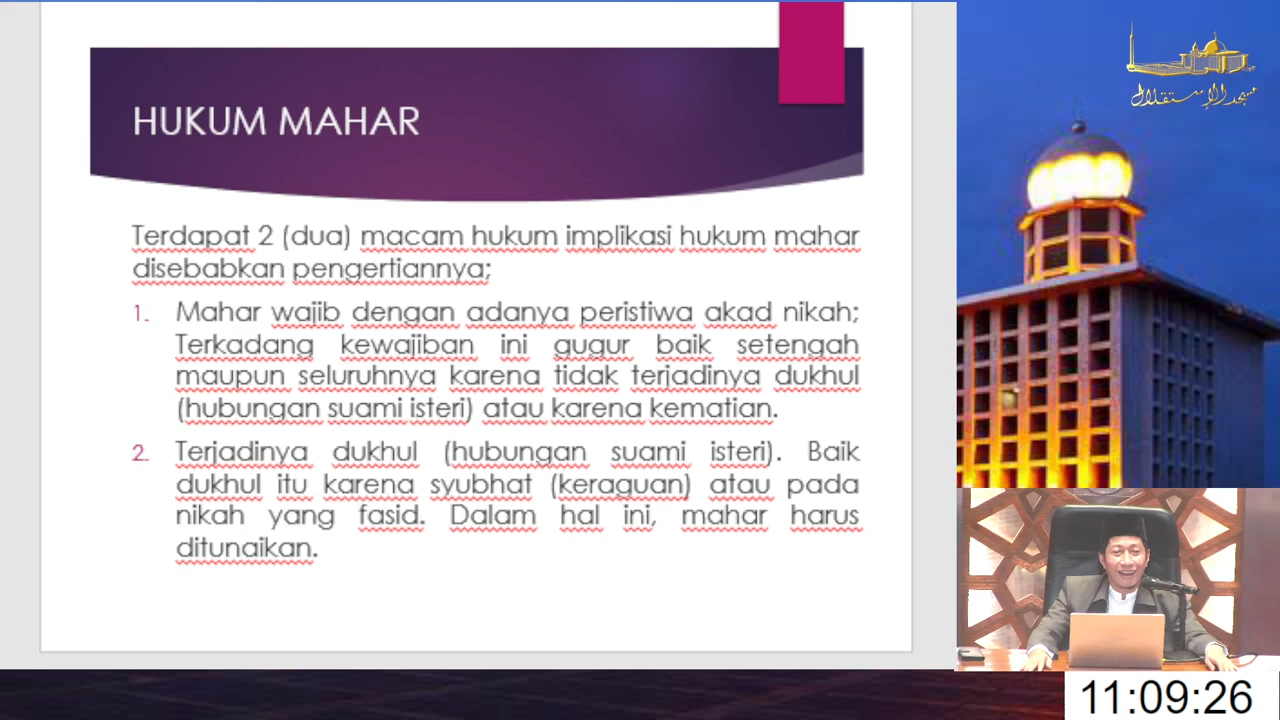 HUKUM MAHAR
Terdapat 2 (dua) macam hukum implikasi hukum mahar
disebabkan pengertiannya;
1. Mahar wajib dengan adanya peristiwa akad nikah;
Terkadang kewajiban ini gugur baik setengah
maupun seluruhnya karena tidak terjadinya dukhul
(hubungan suami isteri) atau karena kematian.
2. Terjadinya dukhul (hubungan suami isteri). Baik
dukhul itu karena syubhat (keraguan) atau pada
nikah yang fasid. Dalam hal ini, mahar harus
ditunaikan.
مسجد الإستقلال
11:09:26